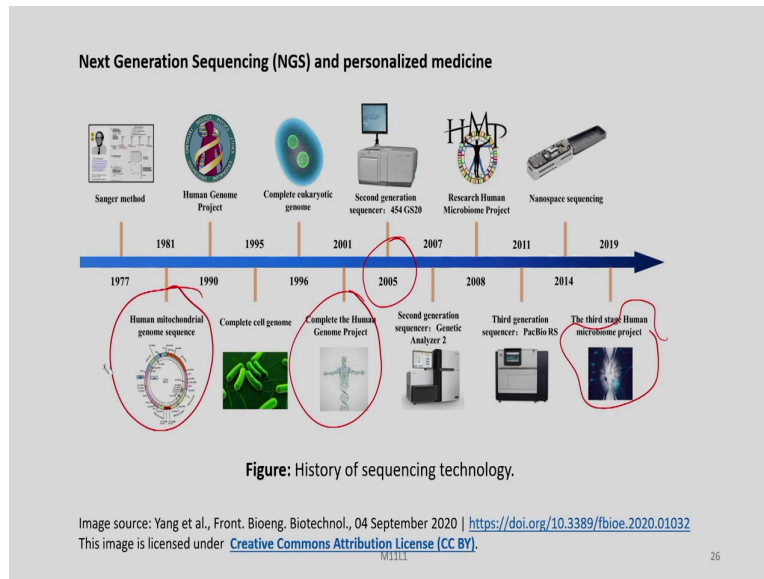 Next Generation Sequencing (NGS) and personalized medicine
HMP
Sanger method
Human Genome
Project
Complete eukaryotic
genome
Second generation
sequencer: 454 GS20
Research Human
Microbiome Project
Nanospace sequencing
1981
1995
2001
2007
2011
2019
1977
1990
1996
2005
2008
2014
Human mitochondrial
genome sequence
Complete cell genome
Complete the Human
Genome Project
Second generation
sequencer: Genetic
Analyzer 2
Third generation
sequencer: PacBio RS
The third stage Human
microbiome project
Figure: History of sequencing technology.
Image source: Yang et al., Front. Bioeng. Biotechnol., 04 September 2020 | https://doi.org/10.3389/fbioe.2020.01032
This image is licensed under Creative Commons Attribution License (CC BY).
M11L1
26